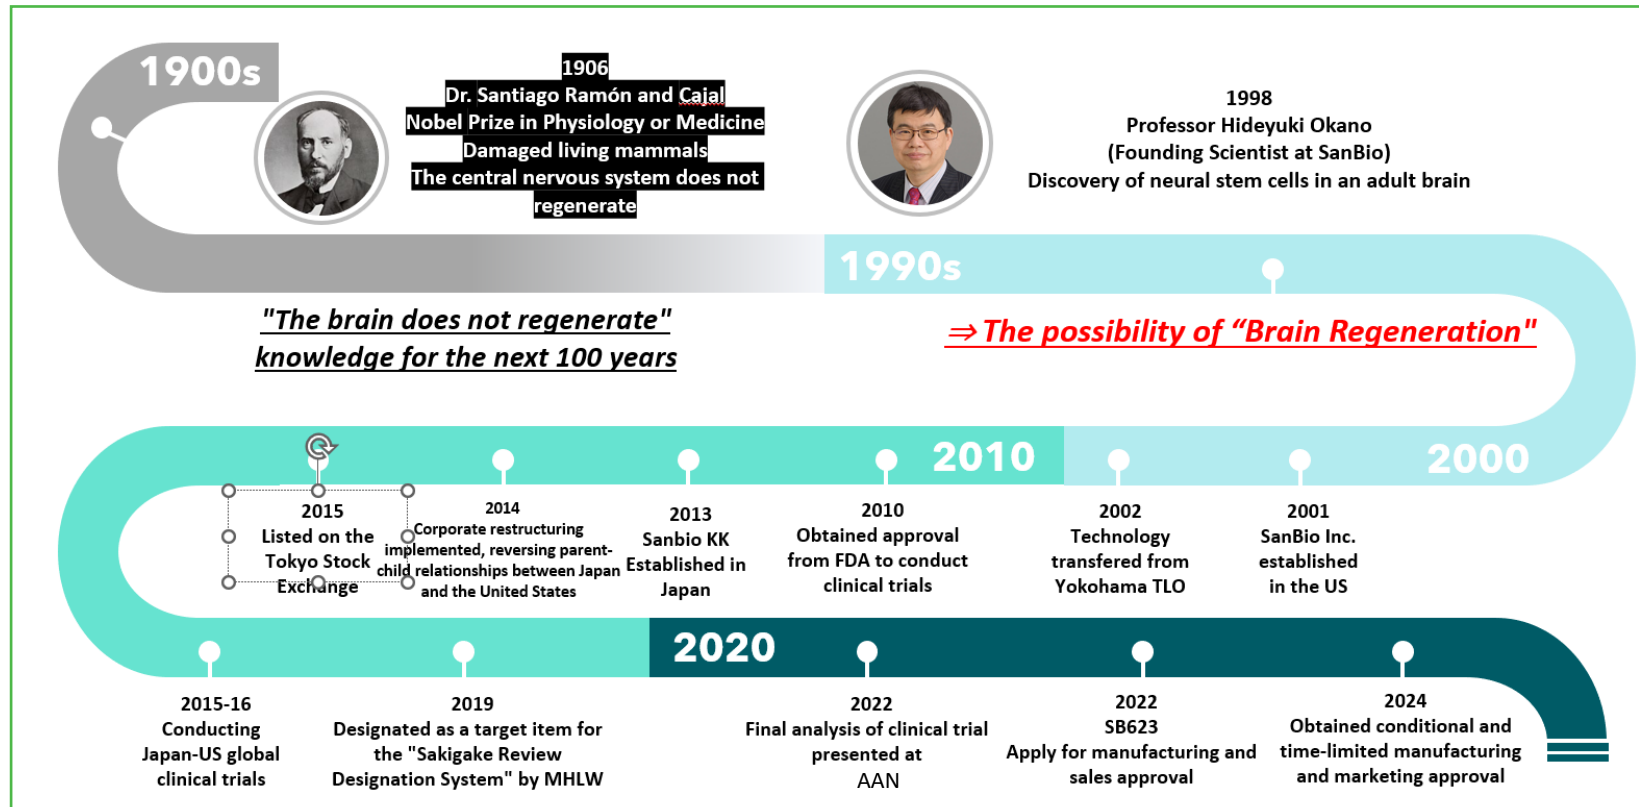 1900s
1906
Dr. Santiago Ramón and Cajal
Nobel Prize in Physiology or Medicine
Damaged living mammals
The central nervous system does not
regenerate
1998
Professor Hideyuki Okano
(Founding Scientist at SanBio)
Discovery of neural stem cells in an adult brain
1990s
"The brain does not regenerate"
knowledge for the next 100 years
⇒ The possibility of “Brain Regeneration"
2010
2000
2015
Listed on the
Tokyo Stock
Exchange
2014
Corporate restructuring
implemented, reversing parent-
child relationships between Japan
and the United States
2013
Sanbio KK
Established in
Japan
2010
Obtained approval
from FDA to conduct
clinical trials
2002
Technology
transfered from
Yokohama TLO
2001
SanBio Inc.
established
in the US
2020
2015-16
Conducting
Japan-US global
clinical trials
2019
Designated as a target item for
the "Sakigake Review
Designation System" by MHLW
2022
Final analysis of clinical trial
presented at
AAN
2022
SB623
Apply for manufacturing and
sales approval
2024
Obtained conditional and
time-limited manufacturing
and marketing approval